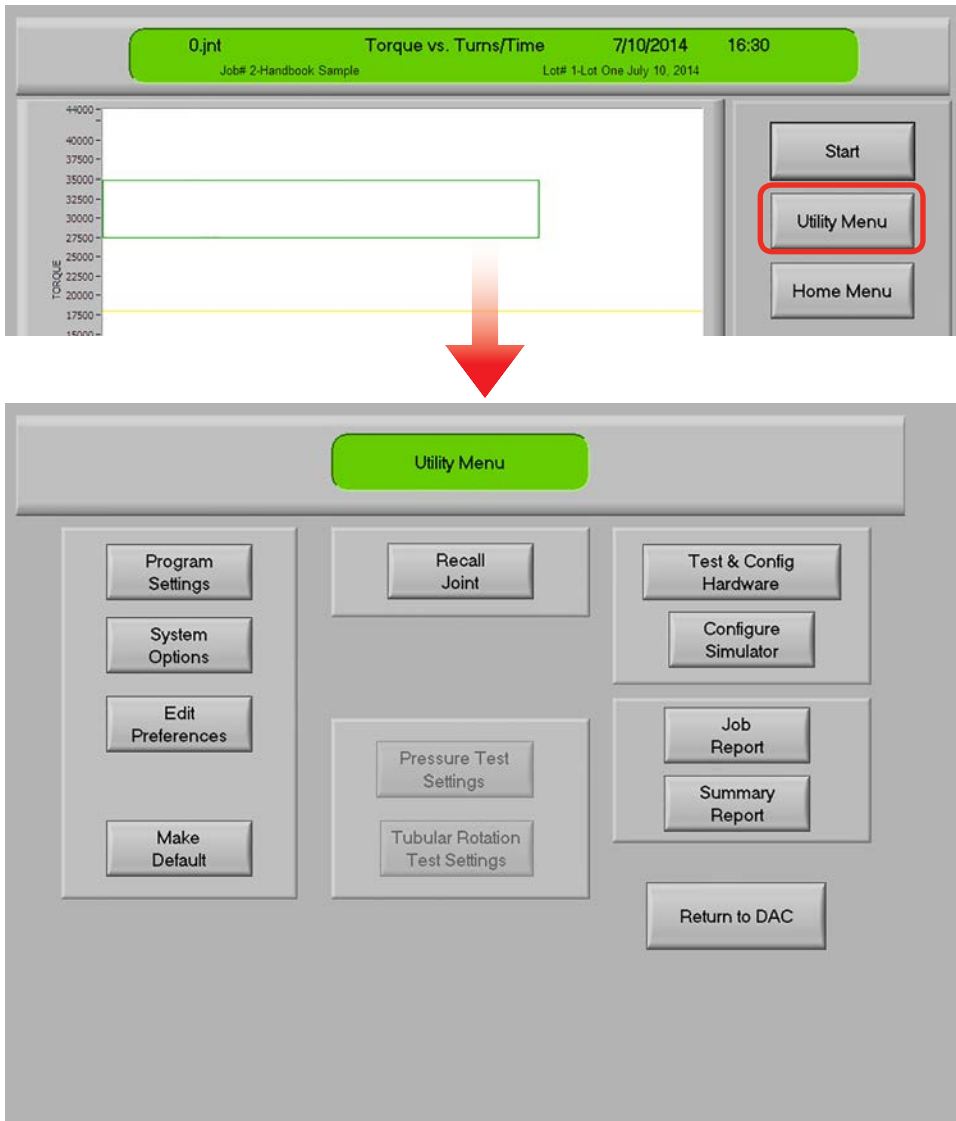 0.jnt Torque vs. Turns/Time 7/10/2014 16:30
Job# 2-Handbook Sample Lot# 1-Lot One July 10, 2014
44000
40000
37500
35000
32500
30000
27500
25000
22500
20000
17500
15000
TORQUE
Start
Utility Menu
Home Menu
Utility Menu
Program
Settings
System
Options
Edit
Preferences
Make
Default
Recall
Joint
Pressure Test
Settings
Tubular Rotation
Test Settings
Test & Config
Hardware
Configure
Simulator
Job
Report
Summary
Report
Return to DAC